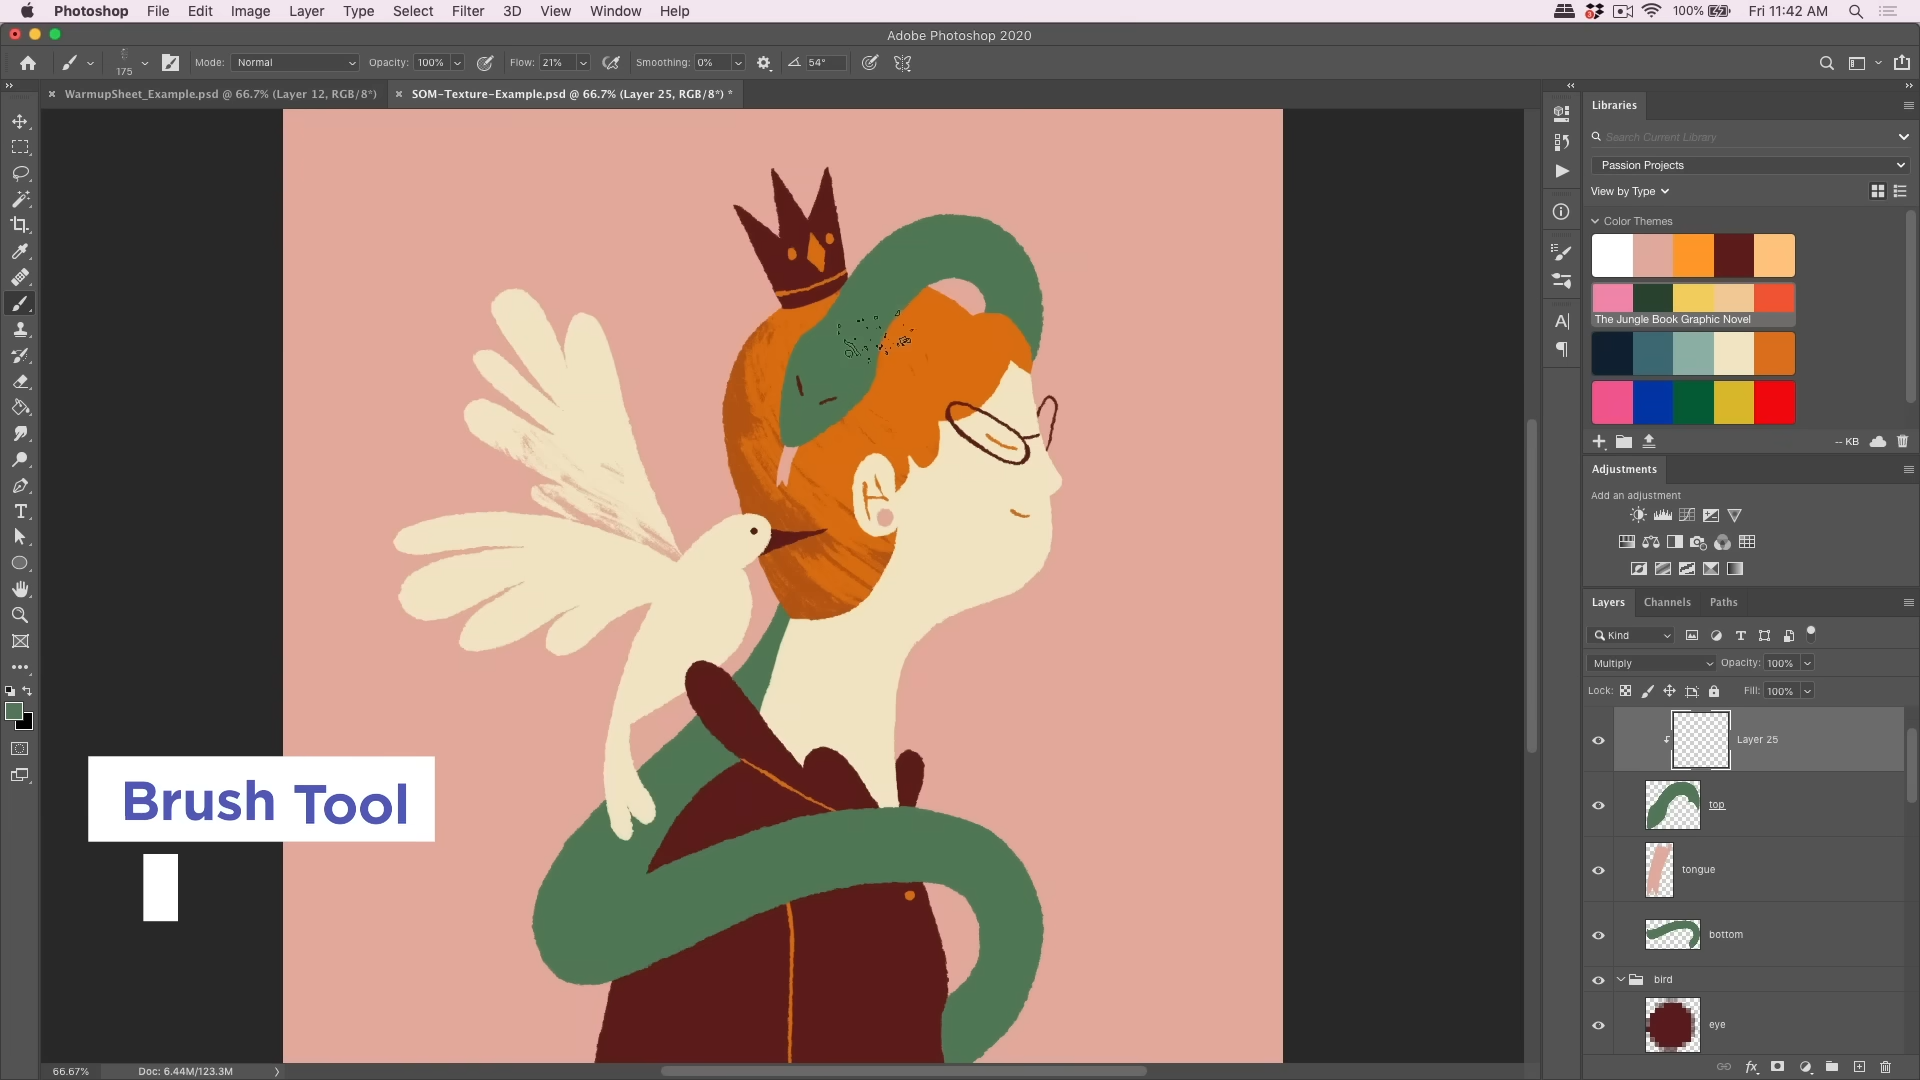 Photoshop File Edit Image Layer Type Select Filter 3D View Window Help
100% Fri 11:42 AM
Adobe Photoshop 2020
175 Mode: Normal Opacity: 100% Flow: 21% Smoothing: 0% 54°
WarmupSheet_Example.psd @ 66.7% (Layer 12, RGB/8*)
SOM-Texture-Example.psd @ 66.7% (Layer 25, RGB/8*) *
Libraries
Search Current Library
Passion Projects
View by Type
Color Themes
The Jungle Book Graphic Novel
-- KB
Adjustments
Add an adjustment
Layers Channels Paths
Kind
Multiply Opacity: 100%
Lock: Fill: 100%
Layer 25
top
tongue
bottom
bird
eye
Brush Tool
66.67% Doc: 6.44M/123.3M